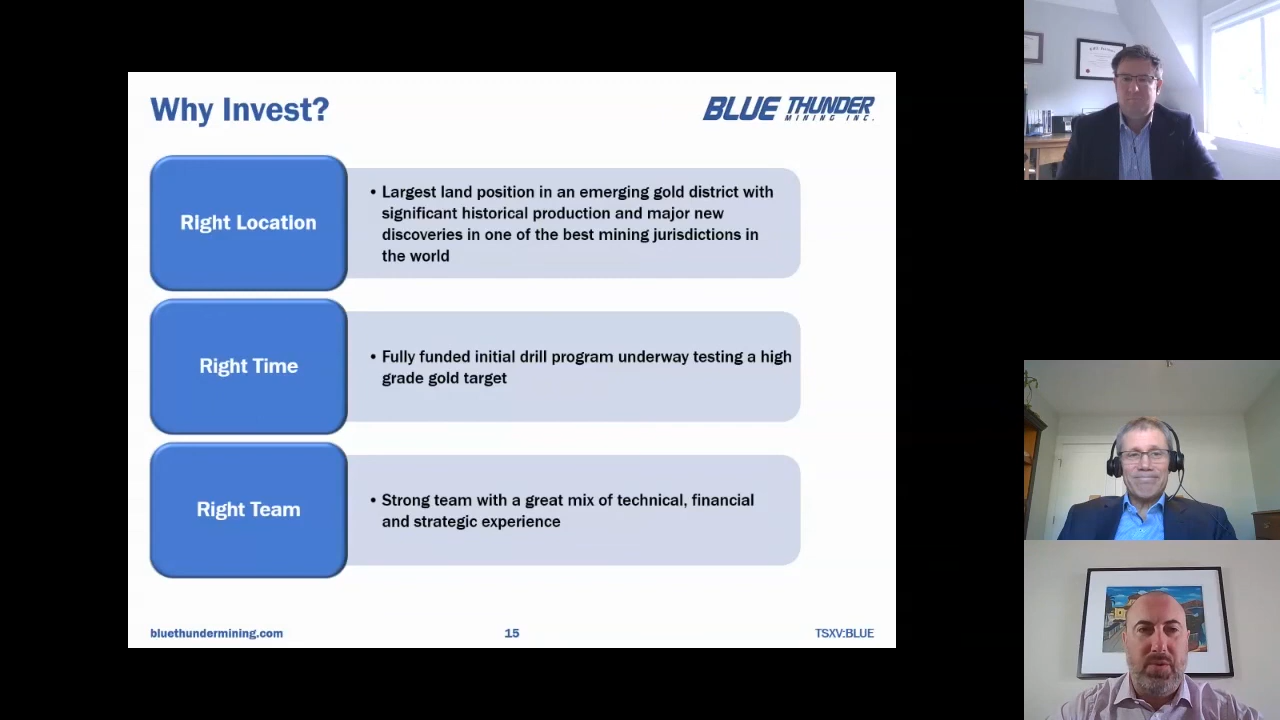 Why Invest?
BLUE THUNDER
MINING INC.
Right Location
• Largest land position in an emerging gold district with
significant historical production and major new
discoveries in one of the best mining jurisdictions in
the world
Right Time
• Fully funded initial drill program underway testing a high
grade gold target
Right Team
• Strong team with a great mix of technical, financial
and strategic experience
bluethundermining.com
15
TSXV:BLUE